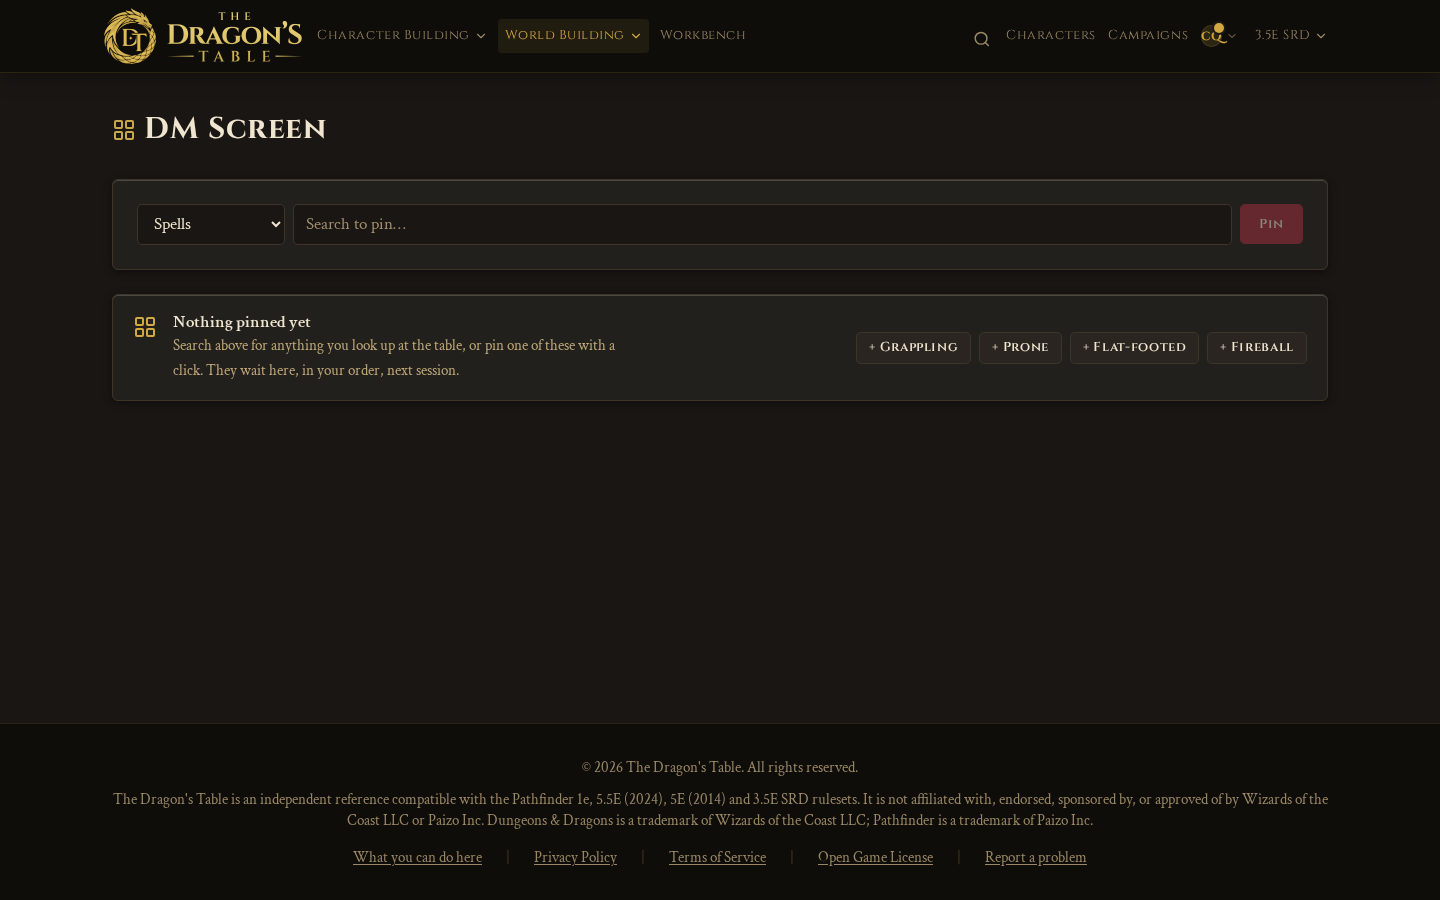 THE
DRAGON'S
TABLE
DT
Character Building
World Building
Workbench
Characters
Campaigns
CQ
3.5E SRD
DM Screen
Spells
Search to pin...
Pin
Nothing pinned yet
Search above for anything you look up at the table, or pin one of these with a
click. They wait here, in your order, next session.
+ Grappling
+ Prone
+ Flat-footed
+ Fireball
© 2026 The Dragon's Table. All rights reserved.
The Dragon's Table is an independent reference compatible with the Pathfinder 1e, 5.5E (2024), 5E (2014) and 3.5E SRD rulesets. It is not affiliated with, endorsed, sponsored by, or approved of by Wizards of the
Coast LLC or Paizo Inc. Dungeons & Dragons is a trademark of Wizards of the Coast LLC; Pathfinder is a trademark of Paizo Inc.
What you can do here | Privacy Policy | Terms of Service | Open Game License | Report a problem